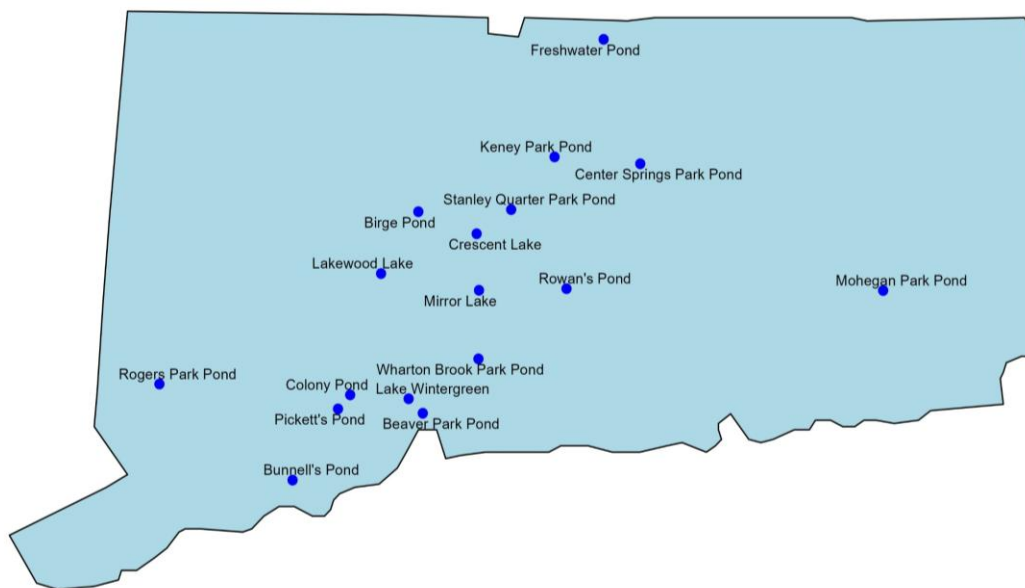 Freshwater Pond
Keney Park Pond
Center Springs Park Pond
Stanley Quarter Park Pond
Birge Pond
Crescent Lake
Lakewood Lake
Rowan's Pond
Mohegan Park Pond
Mirror Lake
Wharton Brook Park Pond
Rogers Park Pond
Colony Pond
Lake Wintergreen
Pickett's Pond
Beaver Park Pond
Bunnell's Pond